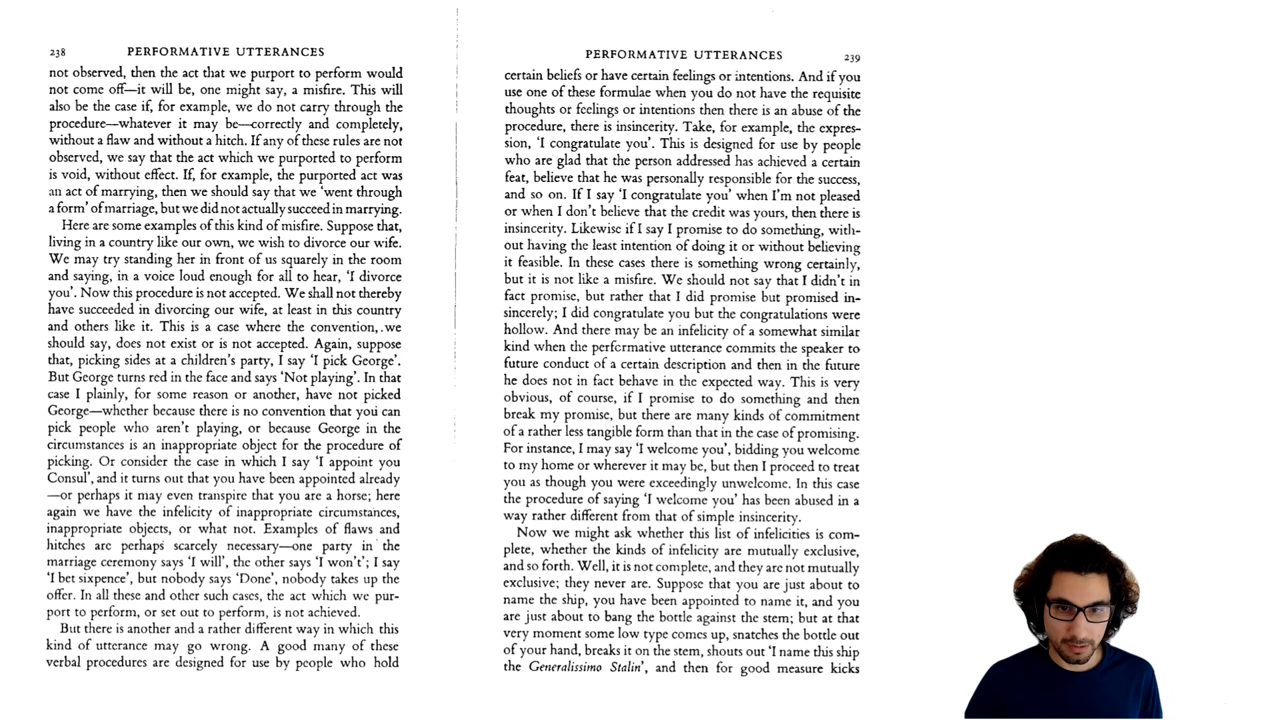 238 PERFORMATIVE UTTERANCES
not observed, then the act that we purport to perform would
not come off—it will be, one might say, a misfire. This will
also be the case if, for example, we do not carry through the
procedure—whatever it may be—correctly and completely,
without a flaw and without a hitch. If any of these rules are not
observed, we say that the act which we purported to perform
is void, without effect. If, for example, the purported act was
an act of marrying, then we should say that we ‘went through
a form’ of marriage, but we did not actually succeed in marrying.
Here are some examples of this kind of misfire. Suppose that,
living in a country like our own, we wish to divorce our wife.
We may try standing her in front of us squarely in the room
and saying, in a voice loud enough for all to hear, ‘I divorce
you’. Now this procedure is not accepted. We shall not thereby
have succeeded in divorcing our wife, at least in this country
and others like it. This is a case where the convention, we
should say, does not exist or is not accepted. Again, suppose
that, picking sides at a children’s party, I say ‘I pick George’.
But George turns red in the face and says ‘Not playing’. In that
case I plainly, for some reason or another, have not picked
George—whether because there is no convention that you can
pick people who aren’t playing, or because George in the
circumstances is an inappropriate object for the procedure of
picking. Or consider the case in which I say ‘I appoint you
Consul’, and it turns out that you have been appointed already
—or perhaps it may even transpire that you are a horse; here
again we have the infelicity of inappropriate circumstances,
inappropriate objects, or what not. Examples of flaws and
hitches are perhaps scarcely necessary—one party in the
marriage ceremony says ‘I will’, the other says ‘I won’t’; I say
‘I bet sixpence’, but nobody says ‘Done’, nobody takes up the
offer. In all these and other such cases, the act which we pur-
port to perform, or set out to perform, is not achieved.
But there is another and a rather different way in which this
kind of utterance may go wrong. A good many of these
verbal procedures are designed for use by people who hold
PERFORMATIVE UTTERANCES 239
certain beliefs or have certain feelings or intentions. And if you
use one of these formulae when you do not have the requisite
thoughts or feelings or intentions then there is an abuse of the
procedure, there is insincerity. Take, for example, the expres-
sion, ‘I congratulate you’. This is designed for use by people
who are glad that the person addressed has achieved a certain
feat, believe that he was personally responsible for the success,
and so on. If I say ‘I congratulate you’ when I’m not pleased
or when I don’t believe that the credit was yours, then there is
insincerity. Likewise if I say I promise to do something, with-
out having the least intention of doing it or without believing
it feasible. In these cases there is something wrong certainly,
but it is not like a misfire. We should not say that I didn’t in
fact promise, but rather that I did promise but promised in-
sincerely; I did congratulate you but the congratulations were
hollow. And there may be an infelicity of a somewhat similar
kind when the performative utterance commits the speaker to
future conduct of a certain description and then in the future
he does not in fact behave in the expected way. This is very
obvious, of course, if I promise to do something and then
break my promise, but there are many kinds of commitment
of a rather less tangible form than that in the case of promising.
For instance, I may say ‘I welcome you’, bidding you welcome
to my home or wherever it may be, but then I proceed to treat
you as though you were exceedingly unwelcome. In this case
the procedure of saying ‘I welcome you’ has been abused in a
way rather different from that of simple insincerity.
Now we might ask whether this list of infelicities is com-
plete, whether the kinds of infelicity are mutually exclusive,
and so forth. Well, it is not complete, and they are not mutually
exclusive; they never are. Suppose that you are just about to
name the ship, you have been appointed to name it, and you
are just about to bang the bottle against the stem; but at that
very moment some low type comes up, snatches the bottle out
of your hand, breaks it on the stem, shouts out ‘I name this ship
the Generalissimo Stalin’, and then for good measure kicks